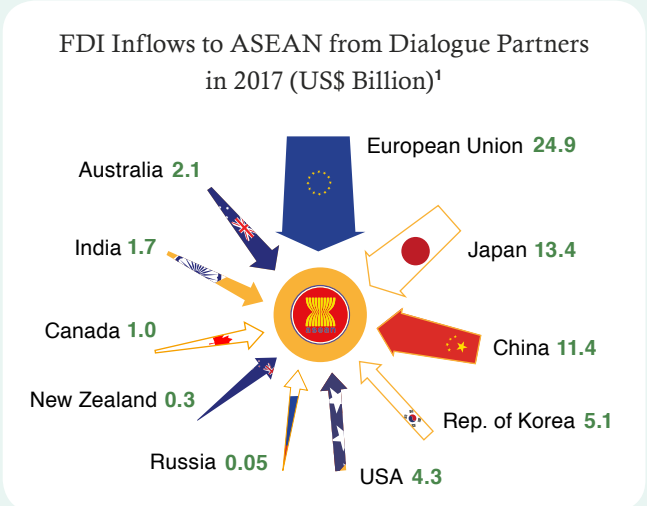 FDI Inflows to ASEAN from Dialogue Partners
in 2017 (US$ Billion)¹
European Union 24.9
Australia 2.1
India 1.7
Japan 13.4
Canada 1.0
China 11.4
New Zealand 0.3
Rep. of Korea 5.1
Russia 0.05
USA 4.3